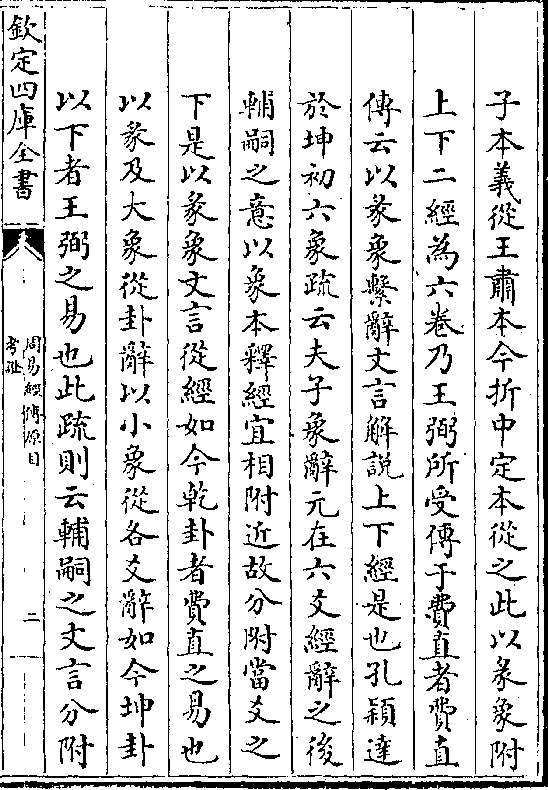 子本義從王肅本今折中定本從之此以彖象附
上下二經為六卷乃王弼所受傳于費直者費直
傳云以彖象繫辭文言解說上下經是也孔穎達
於坤初六象疏云夫子象辭元在六爻經辭之後
輔嗣之意以象本釋經宜相附近故分附當爻之
下是以彖象文言從經如今乾卦者費直之易也
以彖及大象從卦辭以小象從各爻辭如今坤卦
以下者王弼之易也此疏則云輔嗣之文言分附
欽定四庫全書
周易經傳原目
考證
二